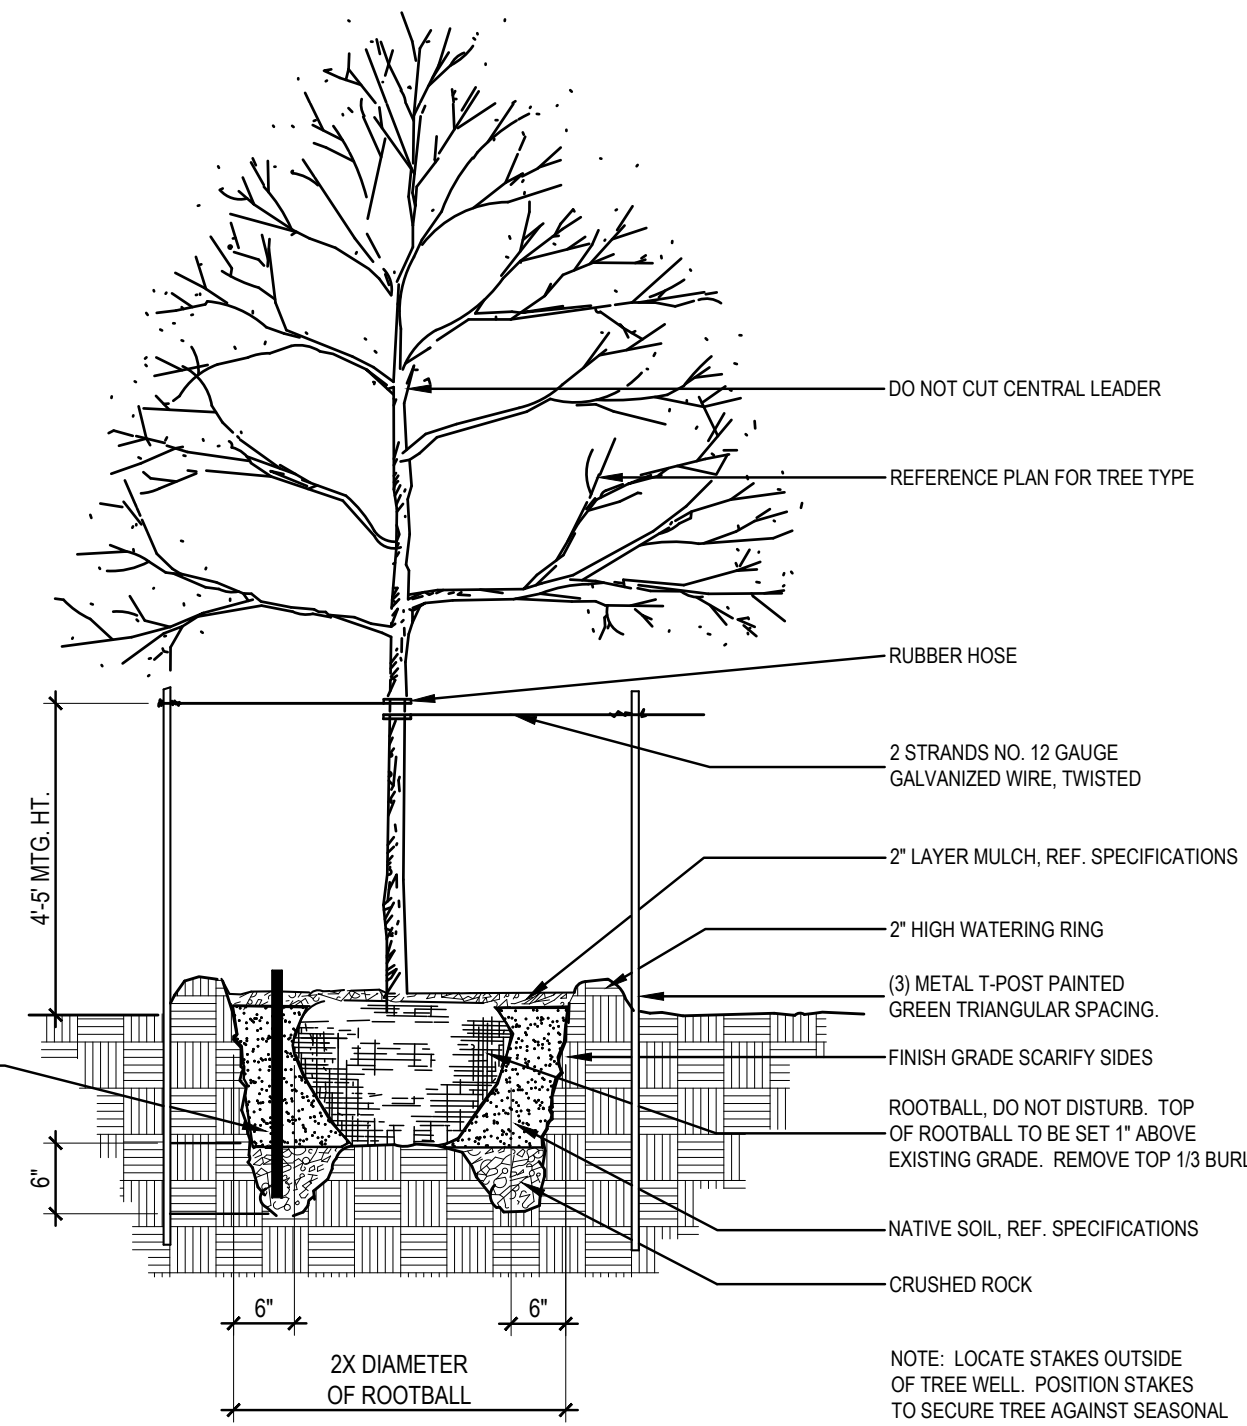 DO NOT CUT CENTRAL LEADER
REFERENCE PLAN FOR TREE TYPE
RUBBER HOSE
2 STRANDS NO. 12 GAUGE
GALVANIZED WIRE, TWISTED
4'-5' MTG. HT.
2" LAYER MULCH, REF. SPECIFICATIONS
2" HIGH WATERING RING
(3) METAL T-POST PAINTED
GREEN TRIANGULAR SPACING.
FINISH GRADE SCARIFY SIDES
ROOTBALL, DO NOT DISTURB. TOP
OF ROOTBALL TO BE SET 1" ABOVE
EXISTING GRADE. REMOVE TOP 1/3
6"
NATIVE SOIL, REF. SPECIFICATIONS
CRUSHED ROCK
6"
6"
2X DIAMETER
OF ROOTBALL
NOTE: LOCATE STAKES OUTSIDE
OF TREE WELL. POSITION STAKES
TO SECURE TREE AGAINST SEASONAL